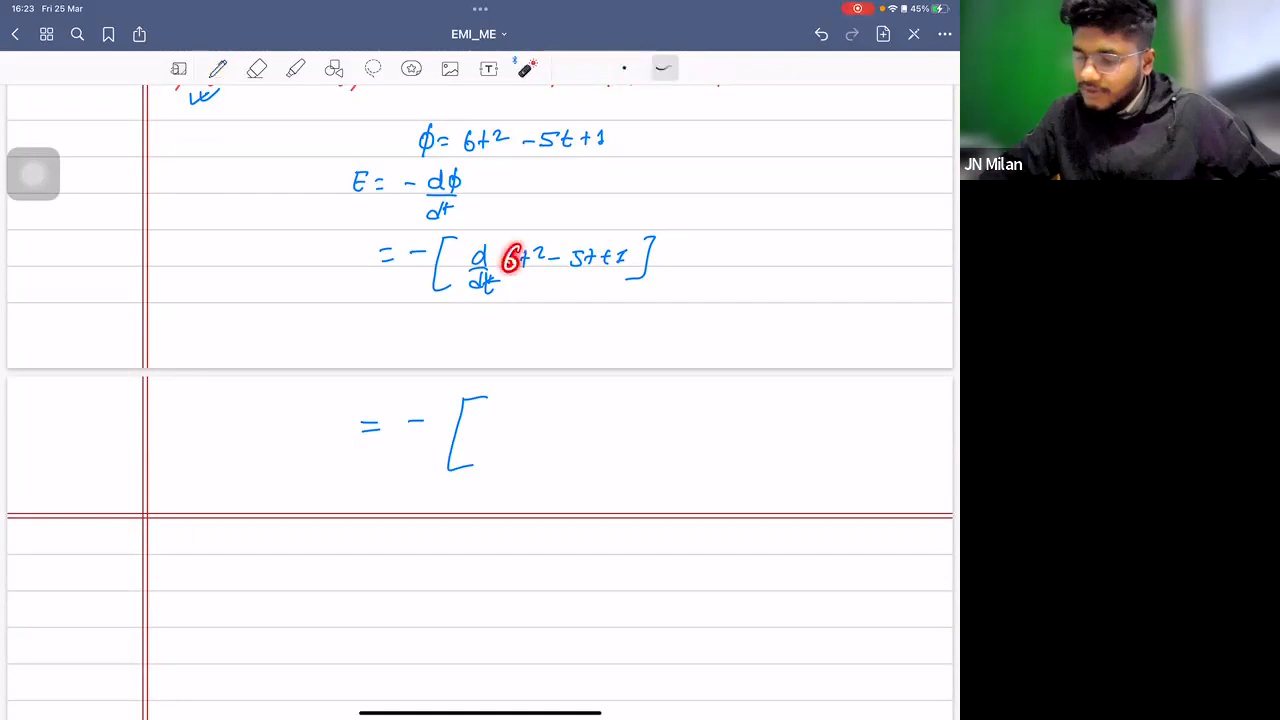 16:23 Fri 25 Mar
45%
EMI_ME
T
JN Milan
ϕ = 6t² - 5t + 1
E = - dϕ/dt
= - [ d/dt 6t² - 5t + 1 ]
= - [